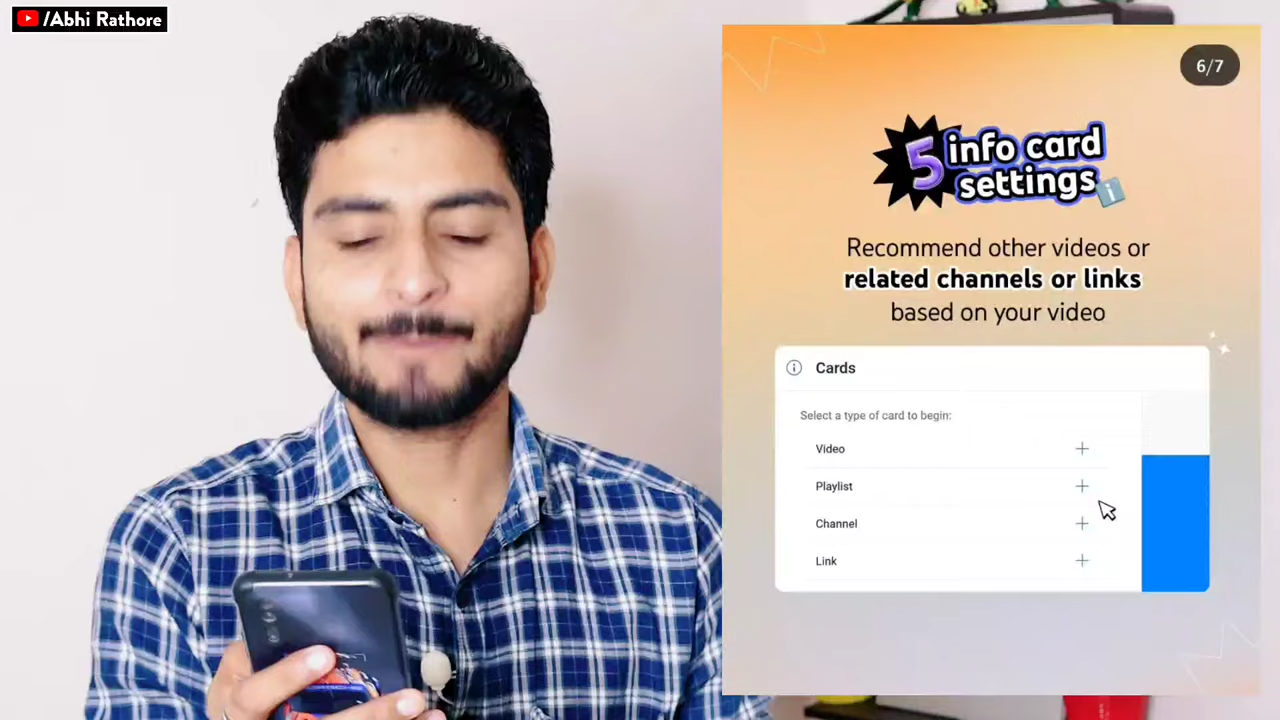 /Abhi Rathore
6/7
5 info card
settings
Recommend other videos or
related channels or links
based on your video
Cards
Select a type of card to begin:
Video
Playlist
Channel
Link